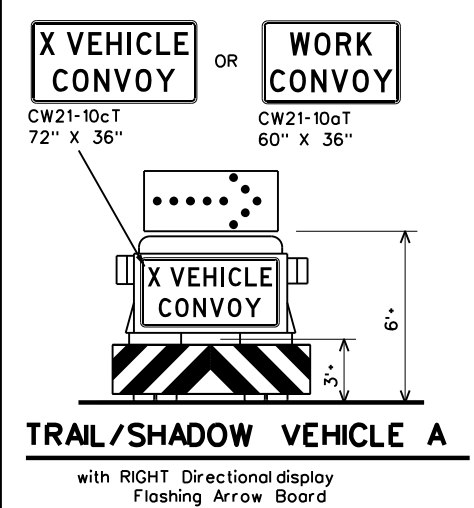 X VEHICLE
CONVOY
OR
WORK
CONVOY
CW21-10cT
72" X 36"
CW21-10aT
60" X 36"
X VEHICLE
CONVOY
6'+
3'+
TRAIL/SHADOW VEHICLE A
with RIGHT Directional display
Flashing Arrow Board